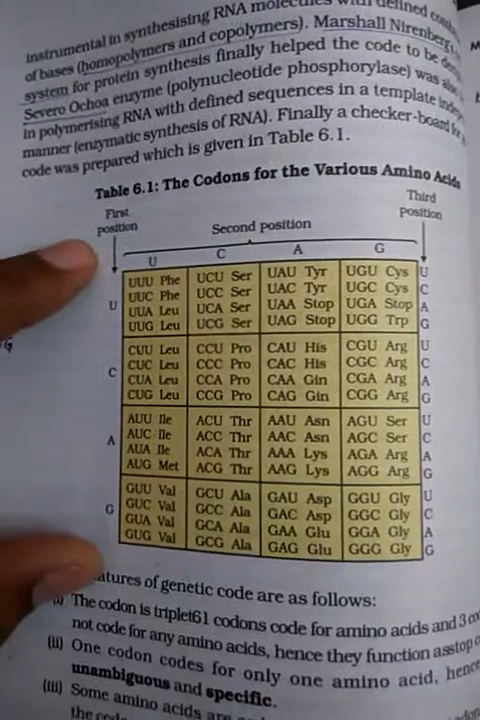 instrumental in synthesising RNA molecules with defined
of bases (homopolymers and copolymers). Marshall Nirenberg's
system for protein synthesis finally helped the code to be
Severo Ochoa enzyme (polynucleotide phosphorylase) was
in polymerising RNA with defined sequences in a template
manner (enzymatic synthesis of RNA). Finally a checker-board for
code was prepared which is given in Table 6.1.
Table 6.1: The Codons for the Various Amino Acids
First position
Second position
Third position
U C A G
UUU Phe UCU Ser UAU Tyr UGU Cys U
UUC Phe UCC Ser UAC Tyr UGC Cys C
U UUA Leu UCA Ser UAA Stop UGA Stop A
UUG Leu UCG Ser UAG Stop UGG Trp G
CUU Leu CCU Pro CAU His CGU Arg U
CUC Leu CCC Pro CAC His CGC Arg C
C CUA Leu CCA Pro CAA Gin CGA Arg A
CUG Leu CCG Pro CAG Gin CGG Arg G
AUU Ile ACU Thr AAU Asn AGU Ser U
AUC Ile ACC Thr AAC Asn AGC Ser C
A AUA Ile ACA Thr AAA Lys AGA Arg A
AUG Met ACG Thr AAG Lys AGG Arg G
GUU Val GCU Ala GAU Asp GGU Gly U
GUC Val GCC Ala GAC Asp GGC Gly C
G GUA Val GCA Ala GAA Glu GGA Gly A
GUG Val GCG Ala GAG Glu GGG Gly G
atures of genetic code are as follows:
(i) The codon is triplet61 codons code for amino acids and 3
not code for any amino acids, hence they function asstop
(ii) One codon codes for only one amino acid, hence
unambiguous and specific.
(iii) Some amino acids are
the